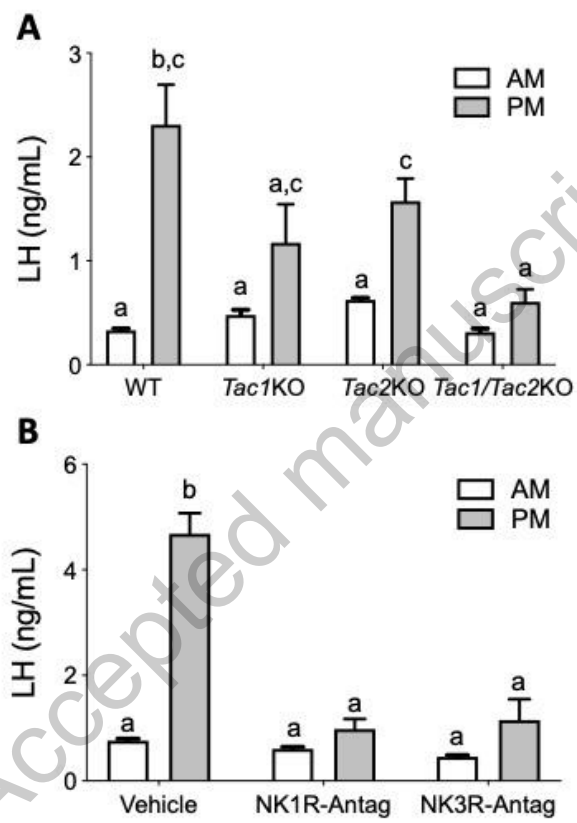 A
3
2
1
0
LH (ng/mL)
AM
PM
a
b,c
a
a,c
a
c
a
a
WT
Tac1KO
Tac2KO
Tac1/Tac2KO
B
6
4
2
0
LH (ng/mL)
AM
PM
a
b
a
a
a
a
Vehicle
NK1R-Antag
NK3R-Antag
Accepted manuscri